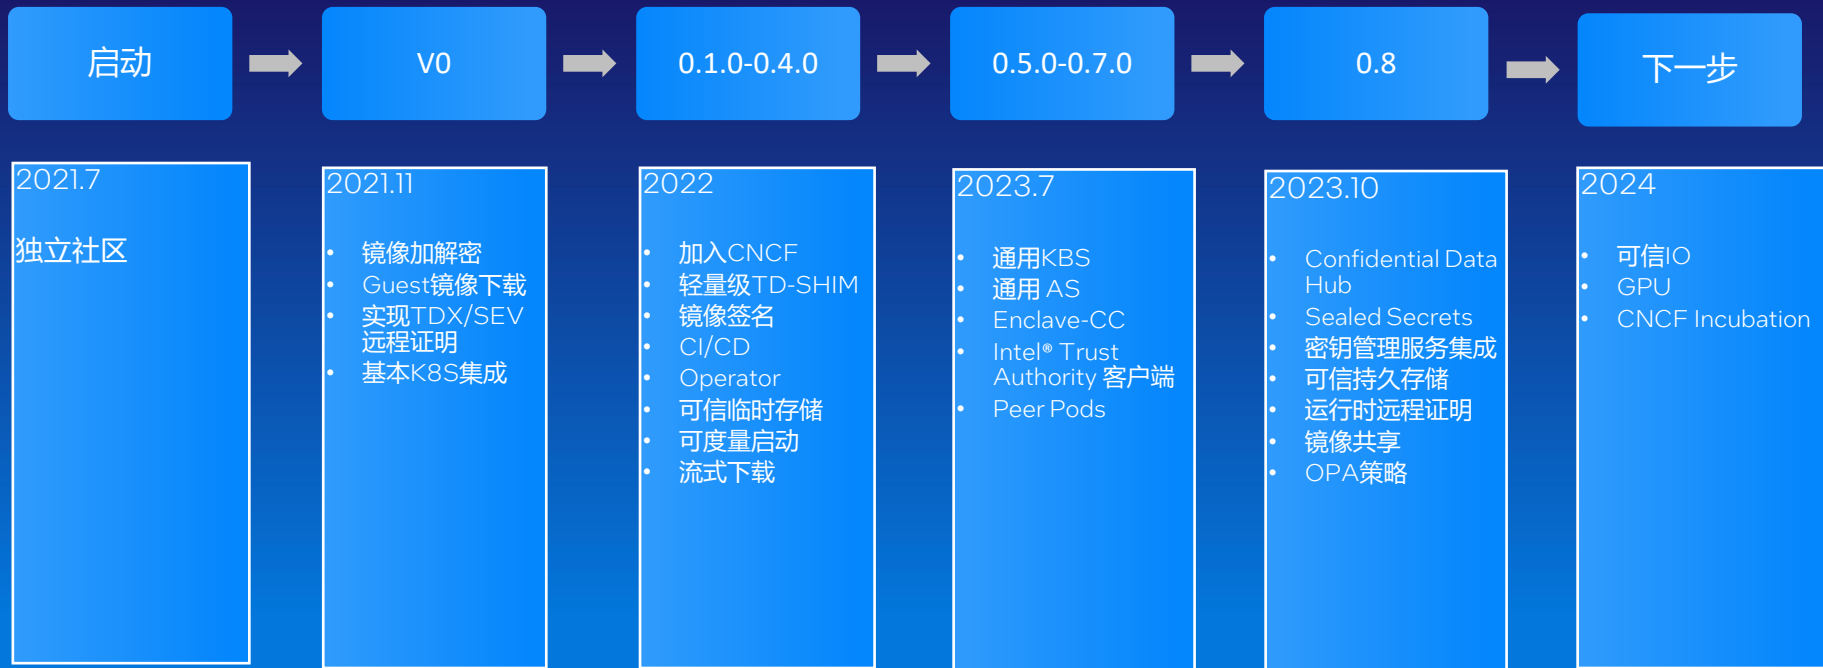 启动
V0
0.1.0-0.4.0
0.5.0-0.7.0
0.8
下一步
2021.7
独立社区
2021.11
• 镜像加解密
• Guest镜像下载
• 实现TDX/SEV
远程证明
• 基本K8S集成
2022
• 加入CNCF
• 轻量级TD-SHIM
• 镜像签名
• CI/CD
• Operator
• 可信临时存储
• 可度量启动
• 流式下载
2023.7
• 通用KBS
• 通用 AS
• Enclave-CC
• Intel® Trust
Authority 客户端
• Peer Pods
2023.10
• Confidential Data
Hub
• Sealed Secrets
• 密钥管理服务集成
• 可信持久存储
• 运行时远程证明
• 镜像共享
• OPA策略
2024
• 可信IO
• GPU
• CNCF Incubation